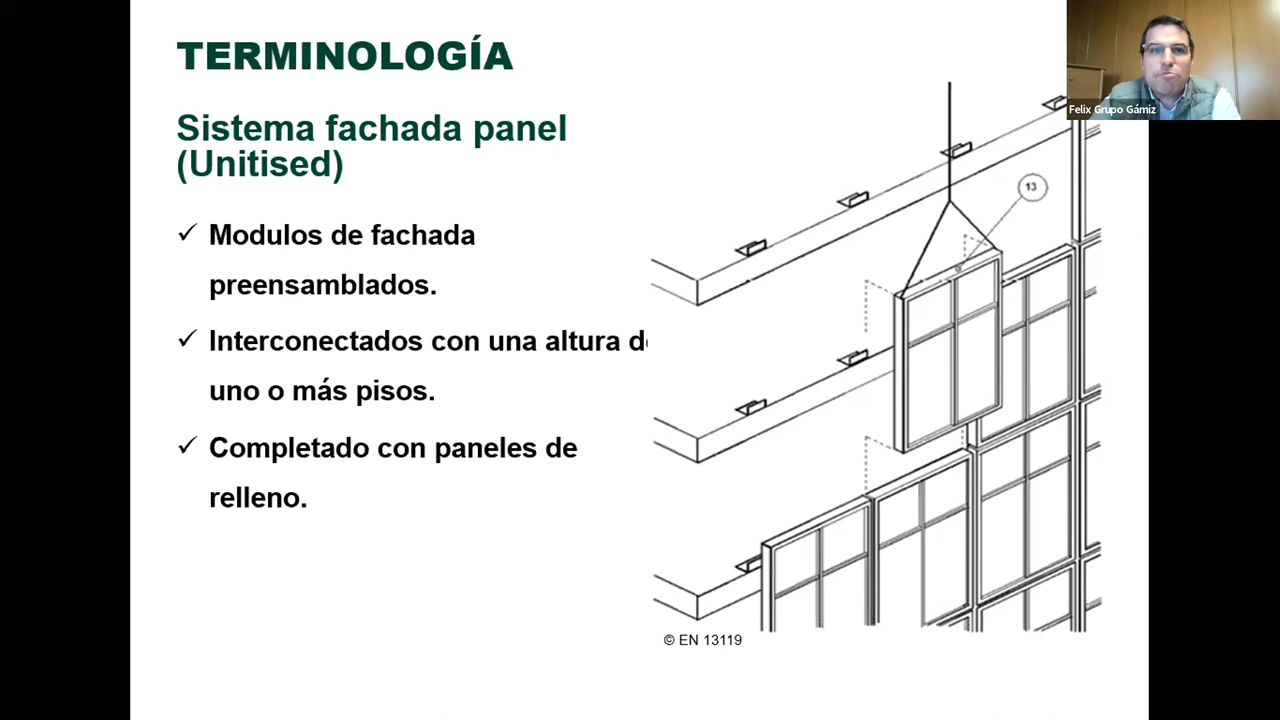 TERMINOLOGÍA
Sistema fachada panel
(Unitised)
✓ Modulos de fachada
preensamblados.
✓ Interconectados con una altura de
uno o más pisos.
✓ Completado con paneles de
relleno.
13
© EN 13119
Felix Grupo Gámiz